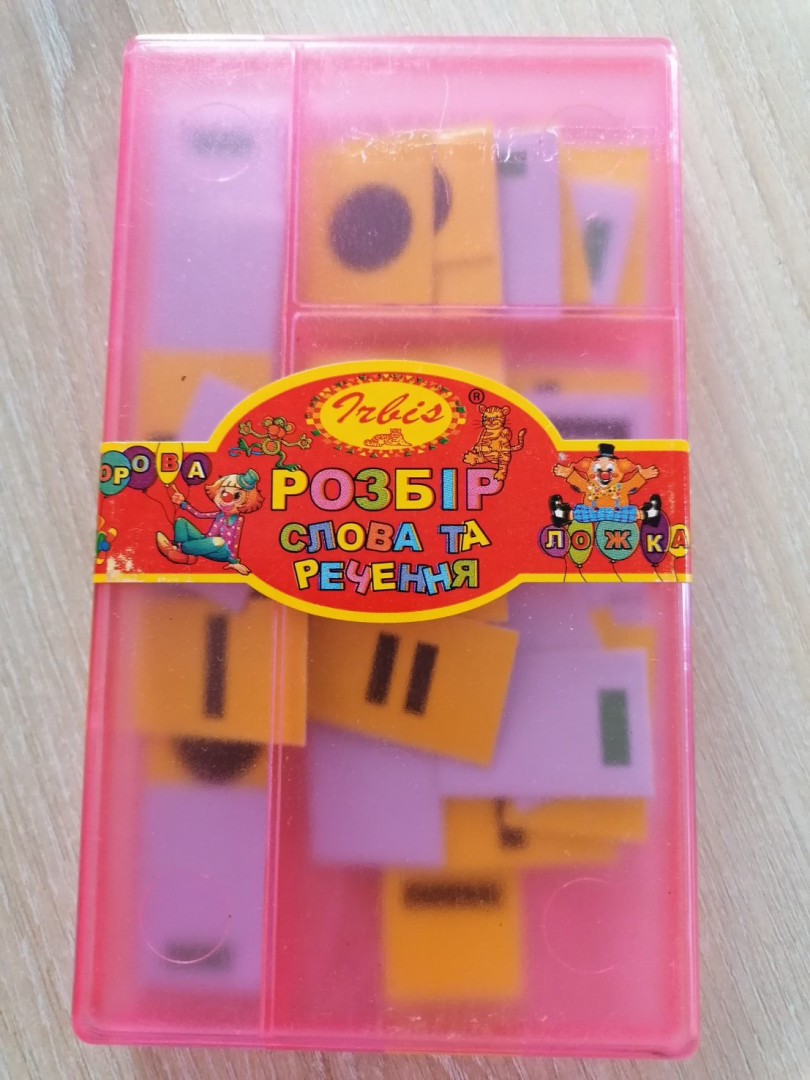 Irbis ®
ОРОВА
РОЗБІР
СЛОВА ТА
РЕЧЕННЯ
ЛОЖКА